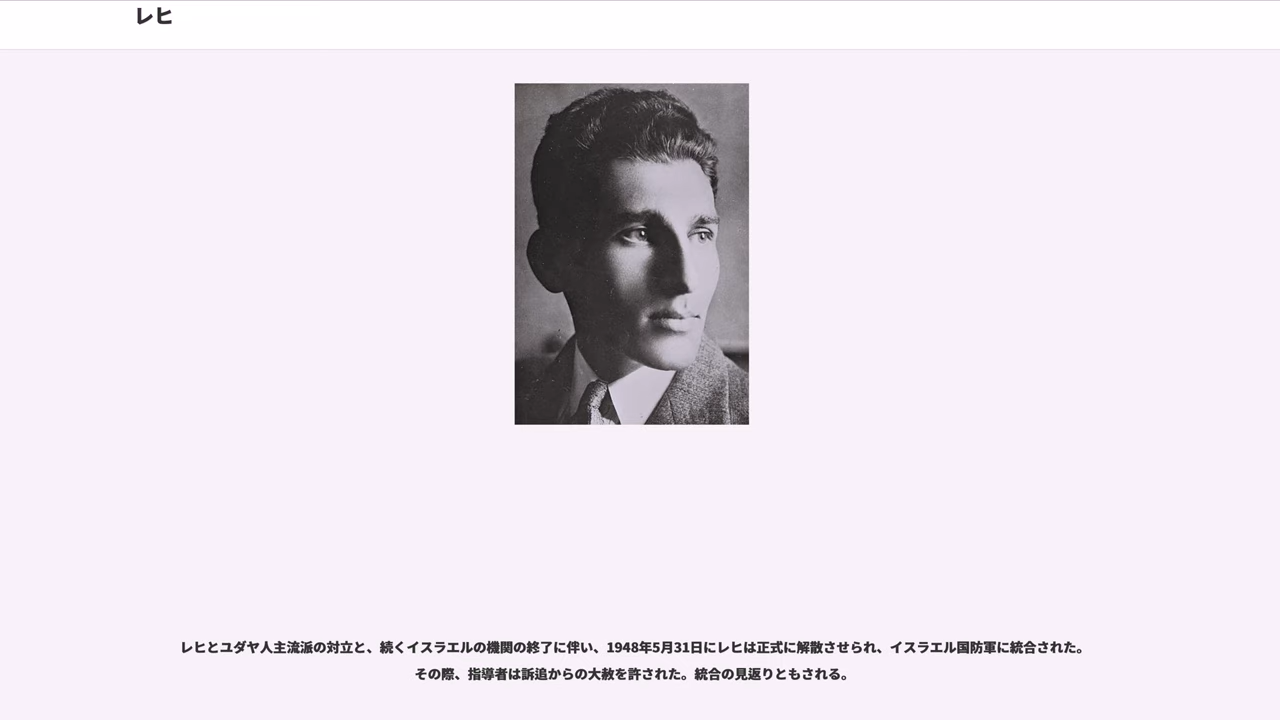 レヒ
レヒとユダヤ人主流派の対立と、続くイスラエルの機関の終了に伴い、1948年5月31日にレヒは正式に解散させられ、イスラエル国防軍に統合された。
その際、指導者は訴追からの大赦を許された。統合の見返りともされる。